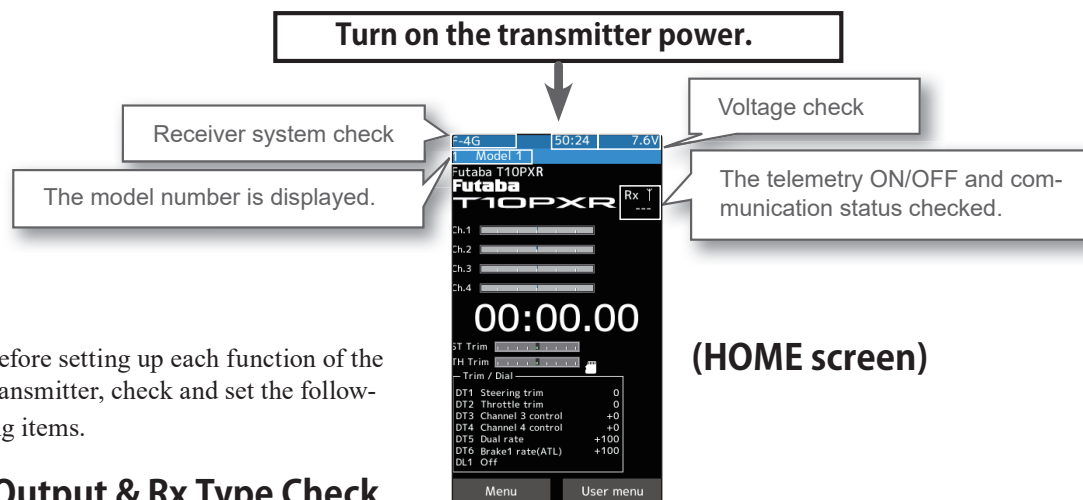 Turn on the transmitter power.
Receiver system check
Voltage check
The model number is displayed.
The telemetry ON/OFF and com-
munication status checked.
F-4G 50:24 7.6V
1 Model 1
Futaba T10PXR
Futaba
T10PXR
Rx
---
Ch.1
Ch.2
Ch.3
Ch.4
00:00.00
ST Trim
TH Trim
Trim / Dial
DT1 Steering trim 0
DT2 Throttle trim 0
DT3 Channel 3 control +0
DT4 Channel 4 control +0
DT5 Dual rate +100
DT6 Brake1 rate(ATL) +100
DL1 Off
Menu User menu
(HOME screen)
efore setting up each function of the
ansmitter, check and set the follow-
ng items.
Output & Rx Type Check